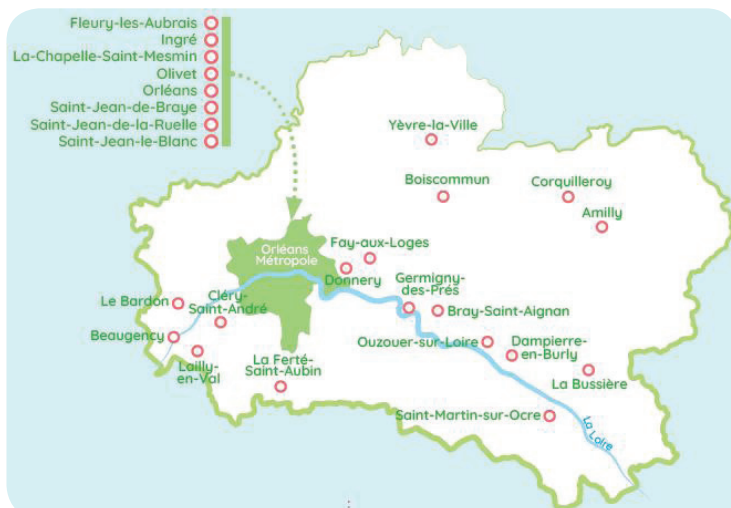 Fleury-les-Aubrais
Ingré
La-Chapelle-Saint-Mesmin
Olivet
Orléans
Saint-Jean-de-Braye
Saint-Jean-de-la-Ruelle
Saint-Jean-le-Blanc
Yèvre-la-Ville
Boiscommun
Corquilleroy
Amilly
Orléans
Métropole
Fay-aux-Loges
Donnery
Germigny-
des-Prés
Bray-Saint-Aignan
Le Bardon
Cléry-
Saint-André
Beaugency
Ouzouer-sur-Loire
Dampierre-
en-Burly
Lailly-
en-Val
La Ferté-
Saint-Aubin
La Bussière
Saint-Martin-sur-Ocre
La Loire